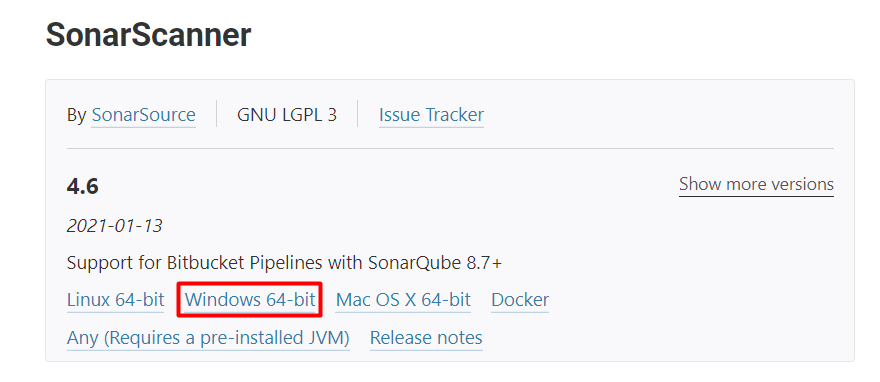 SonarScanner
By SonarSource GNU LGPL 3 Issue Tracker
4.6 Show more versions
2021-01-13
Support for Bitbucket Pipelines with SonarQube 8.7+
Linux 64-bit Windows 64-bit Mac OS X 64-bit Docker
Any (Requires a pre-installed JVM) Release notes